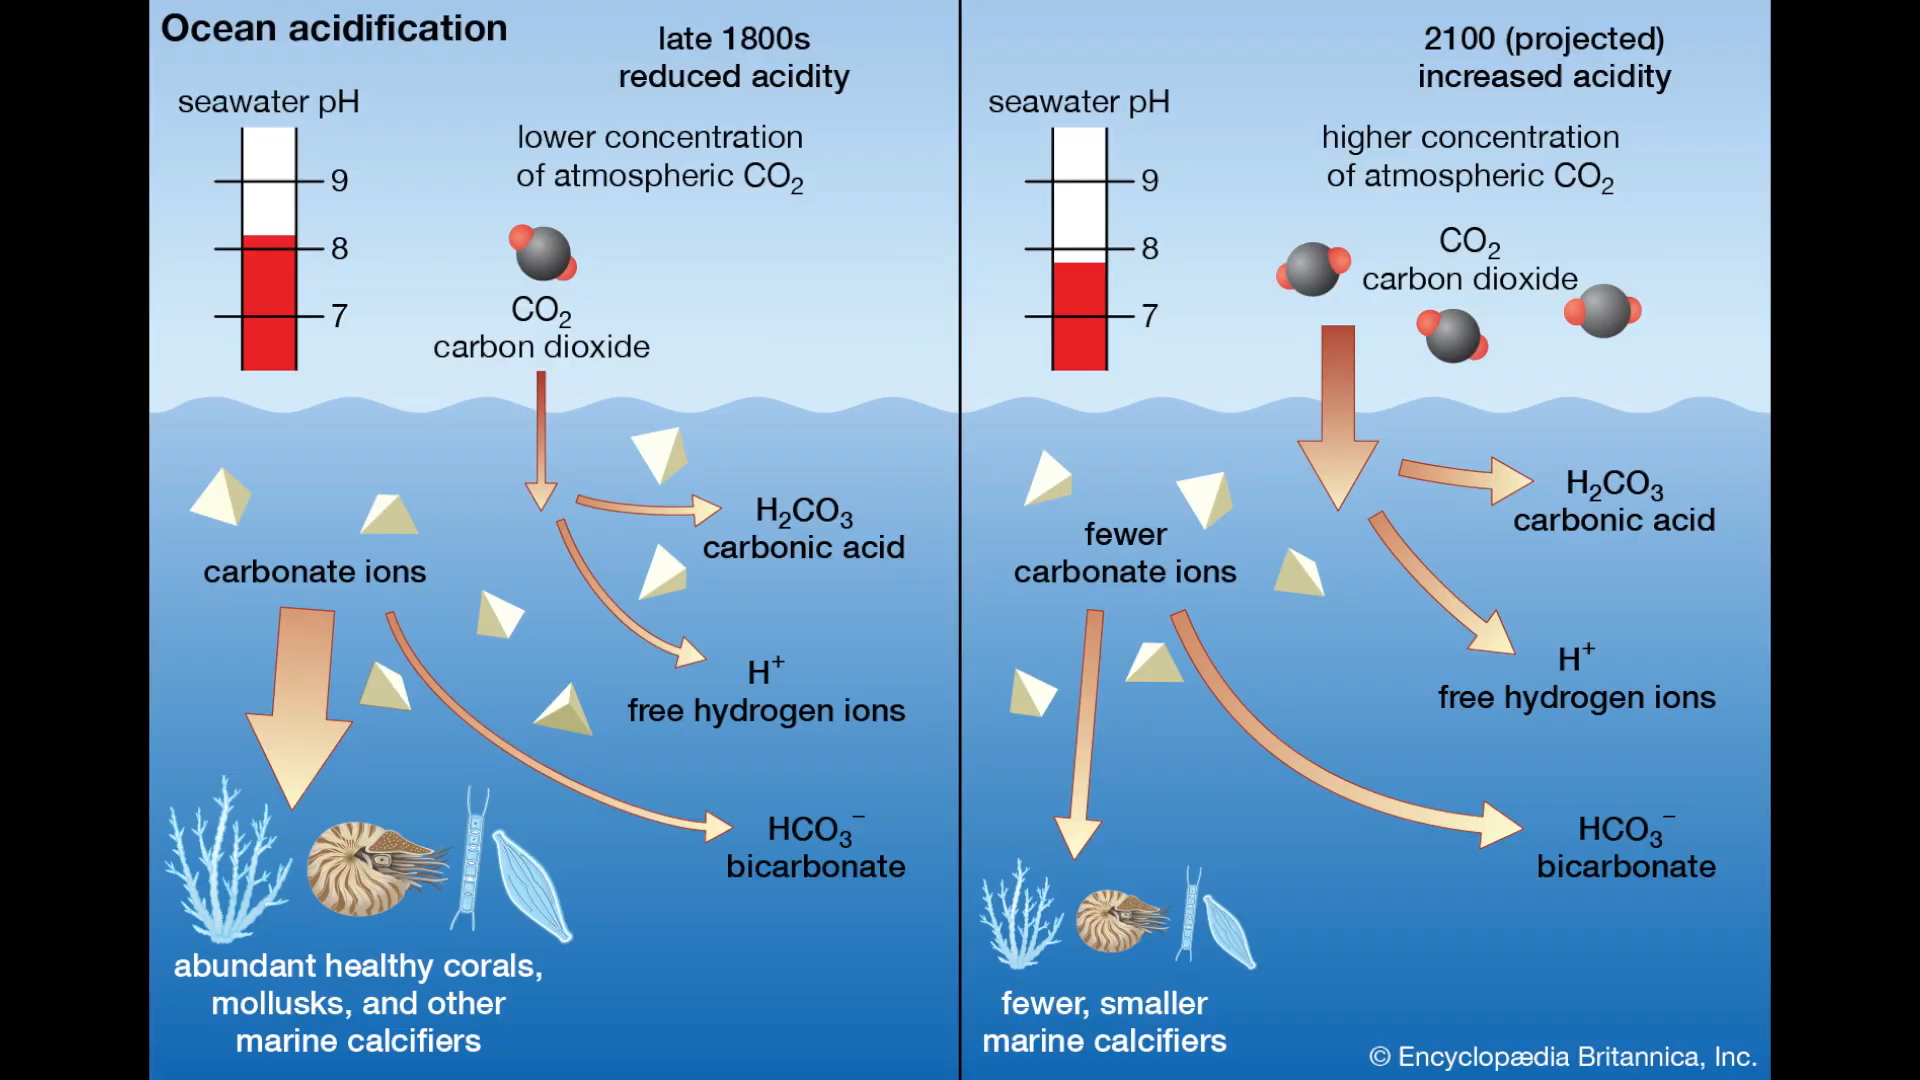 Ocean acidification
late 1800s
reduced acidity
seawater pH
9
8
7
lower concentration
of atmospheric CO₂
CO₂
carbon dioxide
carbonate ions
H₂CO₃
carbonic acid
H⁺
free hydrogen ions
HCO₃⁻
bicarbonate
abundant healthy corals,
mollusks, and other
marine calcifiers
2100 (projected)
increased acidity
seawater pH
9
8
7
higher concentration
of atmospheric CO₂
CO₂
carbon dioxide
fewer
carbonate ions
H₂CO₃
carbonic acid
H⁺
free hydrogen ions
HCO₃⁻
bicarbonate
fewer, smaller
marine calcifiers
© Encyclopædia Britannica, Inc.